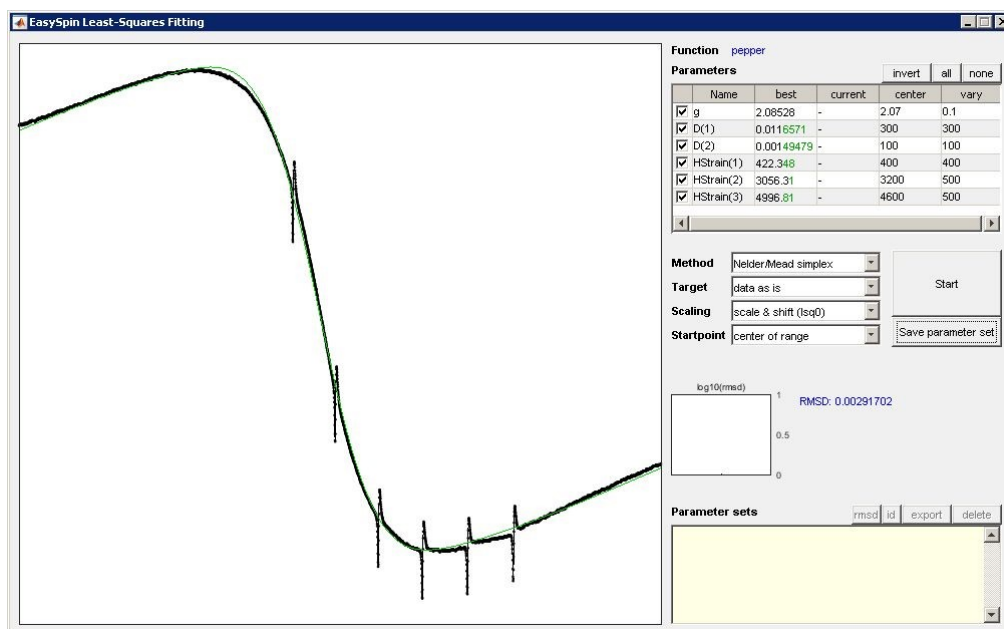 EasySpin Least-Squares Fitting
Function pepper
Parameters invert all none
Name best current center vary
g 2.08528 - 2.07 0.1
D(1) 0.0116571 - 300 300
D(2) 0.00149479 - 100 100
HStrain(1) 422.348 - 400 400
HStrain(2) 3056.31 - 3200 500
HStrain(3) 4996.81 - 4600 500
Method Nelder/Mead simplex
Start
Target data as is
Scaling scale & shift (lsq0)
Startpoint center of range Save parameter set
log10(rmsd)
1
RMSD: 0.00291702
0.5
0
Parameter sets rmsd id export delete